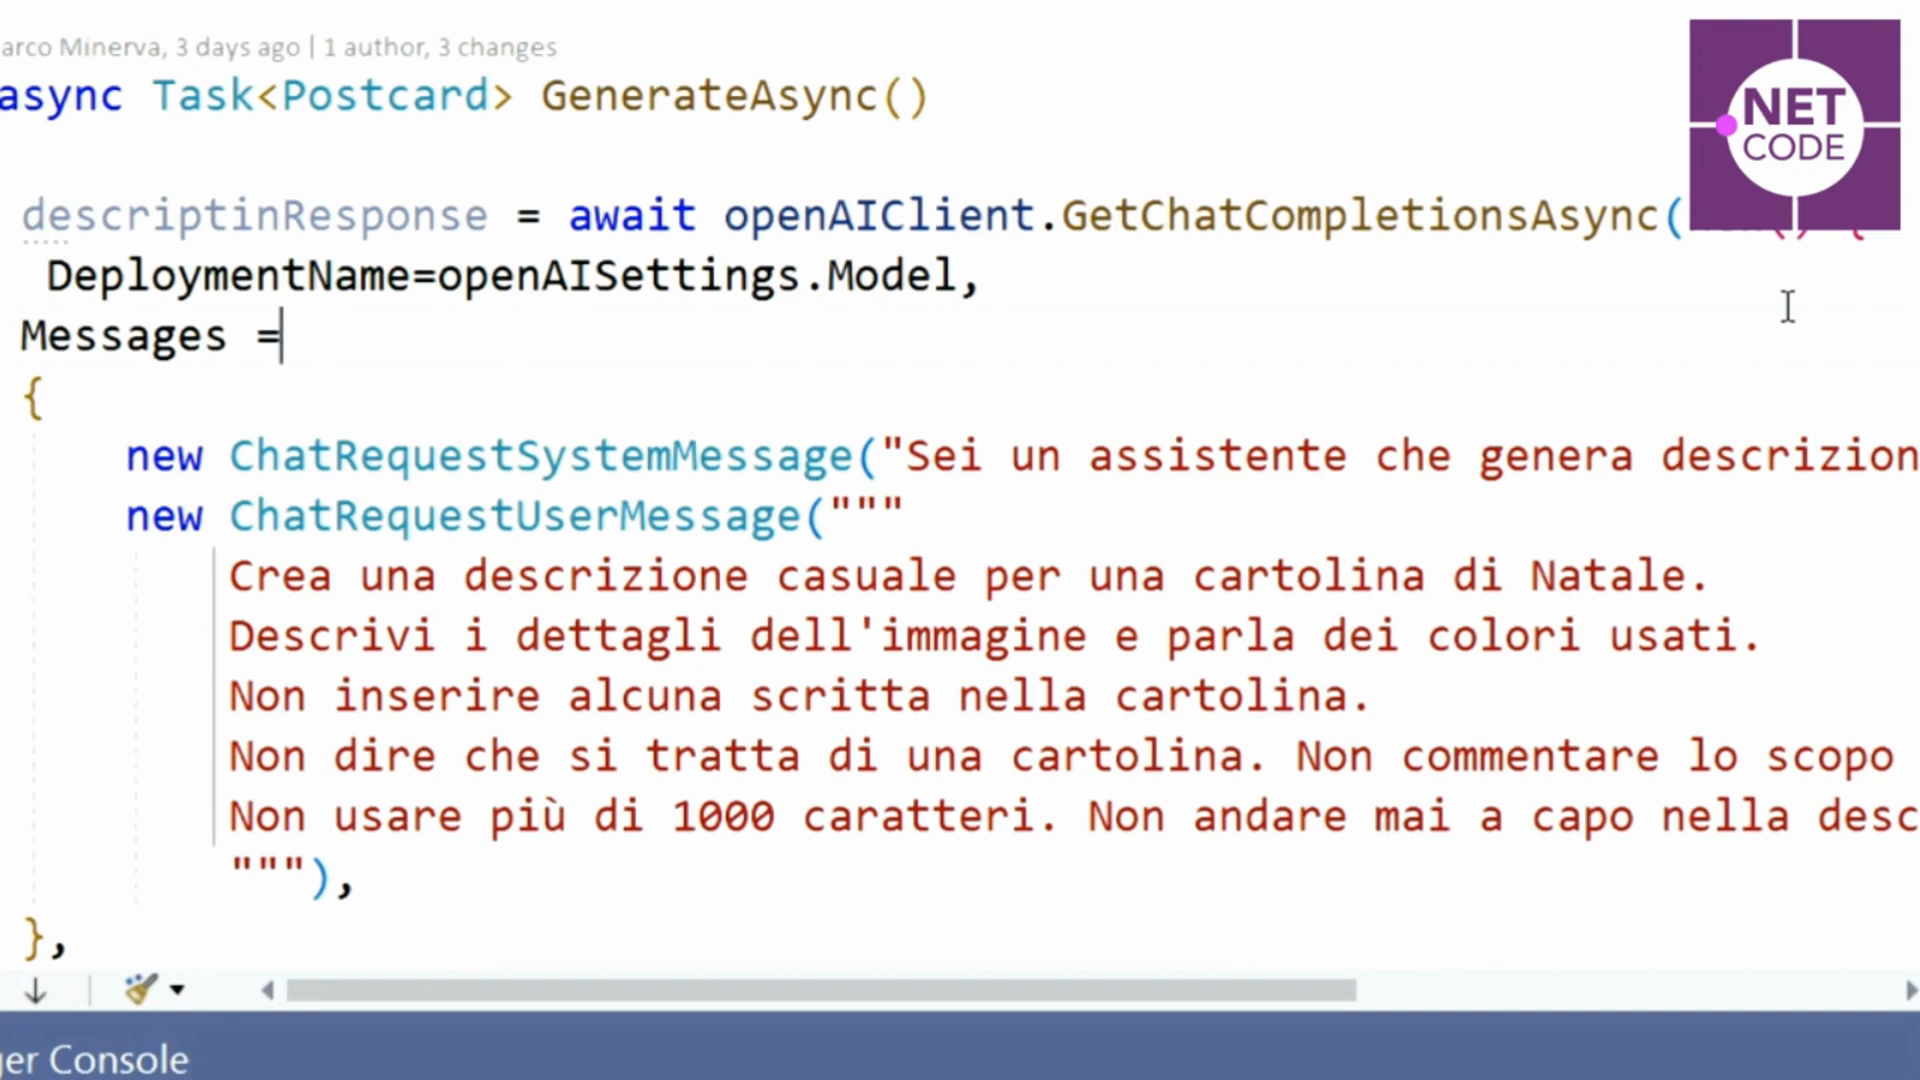 arco Minerva, 3 days ago | 1 author, 3 changes
async Task<Postcard> GenerateAsync()
NET
CODE
descriptinResponse = await openAIClient.GetChatCompletionsAsync(
DeploymentName=openAISettings.Model,
Messages =
{
new ChatRequestSystemMessage("Sei un assistente che genera descrizion
new ChatRequestUserMessage("""
Crea una descrizione casuale per una cartolina di Natale.
Descrivi i dettagli dell'immagine e parla dei colori usati.
Non inserire alcuna scritta nella cartolina.
Non dire che si tratta di una cartolina. Non commentare lo scopo
Non usare più di 1000 caratteri. Non andare mai a capo nella desc
"""),
},
ger Console